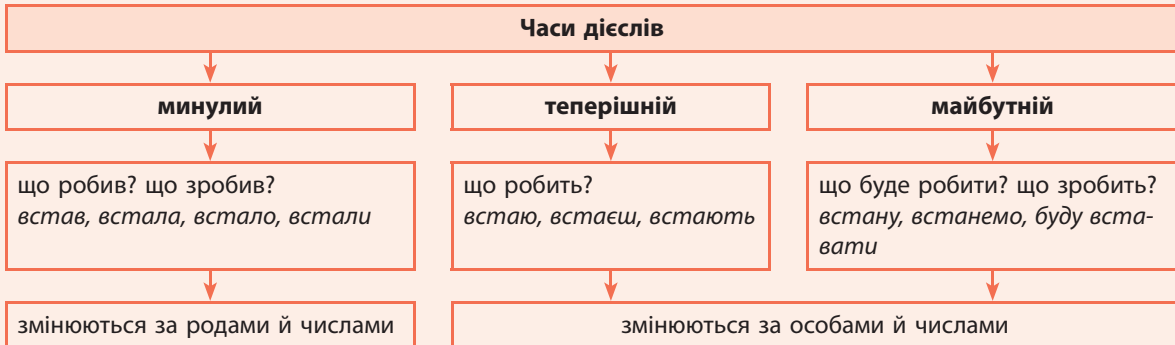 Часи дієслів
минулий
теперішній
майбутній
що робив? що зробив?
встав, встала, встало, встали
що робить?
встаю, встаєш, встають
що буде робити? що зробить?
встану, встанемо, буду вста-
вати
змінюються за родами й числами
змінюються за особами й числами